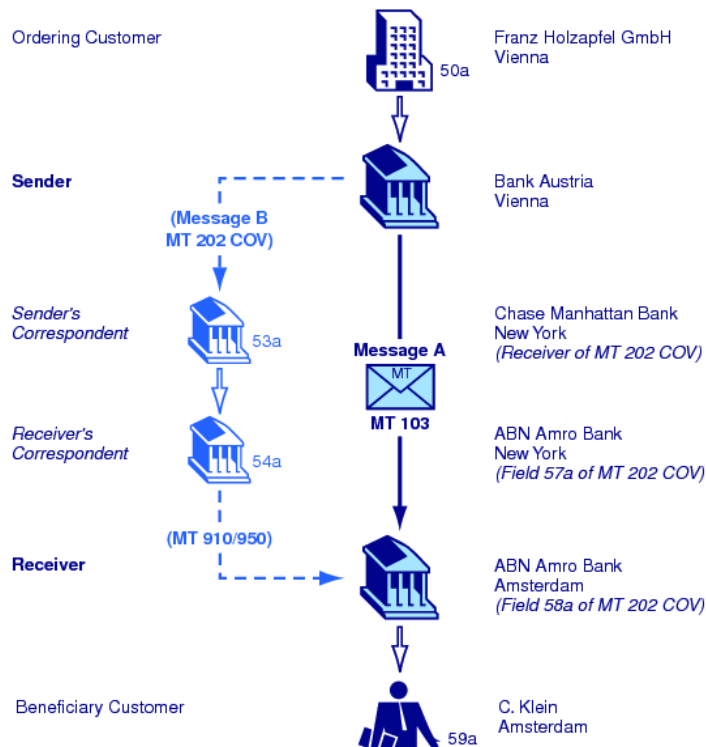 Ordering Customer
50a
Franz Holzapfel GmbH
Vienna
Sender
Bank Austria
Vienna
(Message B
MT 202 COV)
Sender's
Correspondent
53a
Chase Manhattan Bank
New York
(Receiver of MT 202 COV)
Message A
MT
MT 103
Receiver's
Correspondent
54a
ABN Amro Bank
New York
(Field 57a of MT 202 COV)
(MT 910/950)
Receiver
ABN Amro Bank
Amsterdam
(Field 58a of MT 202 COV)
Beneficiary Customer
59a
C. Klein
Amsterdam